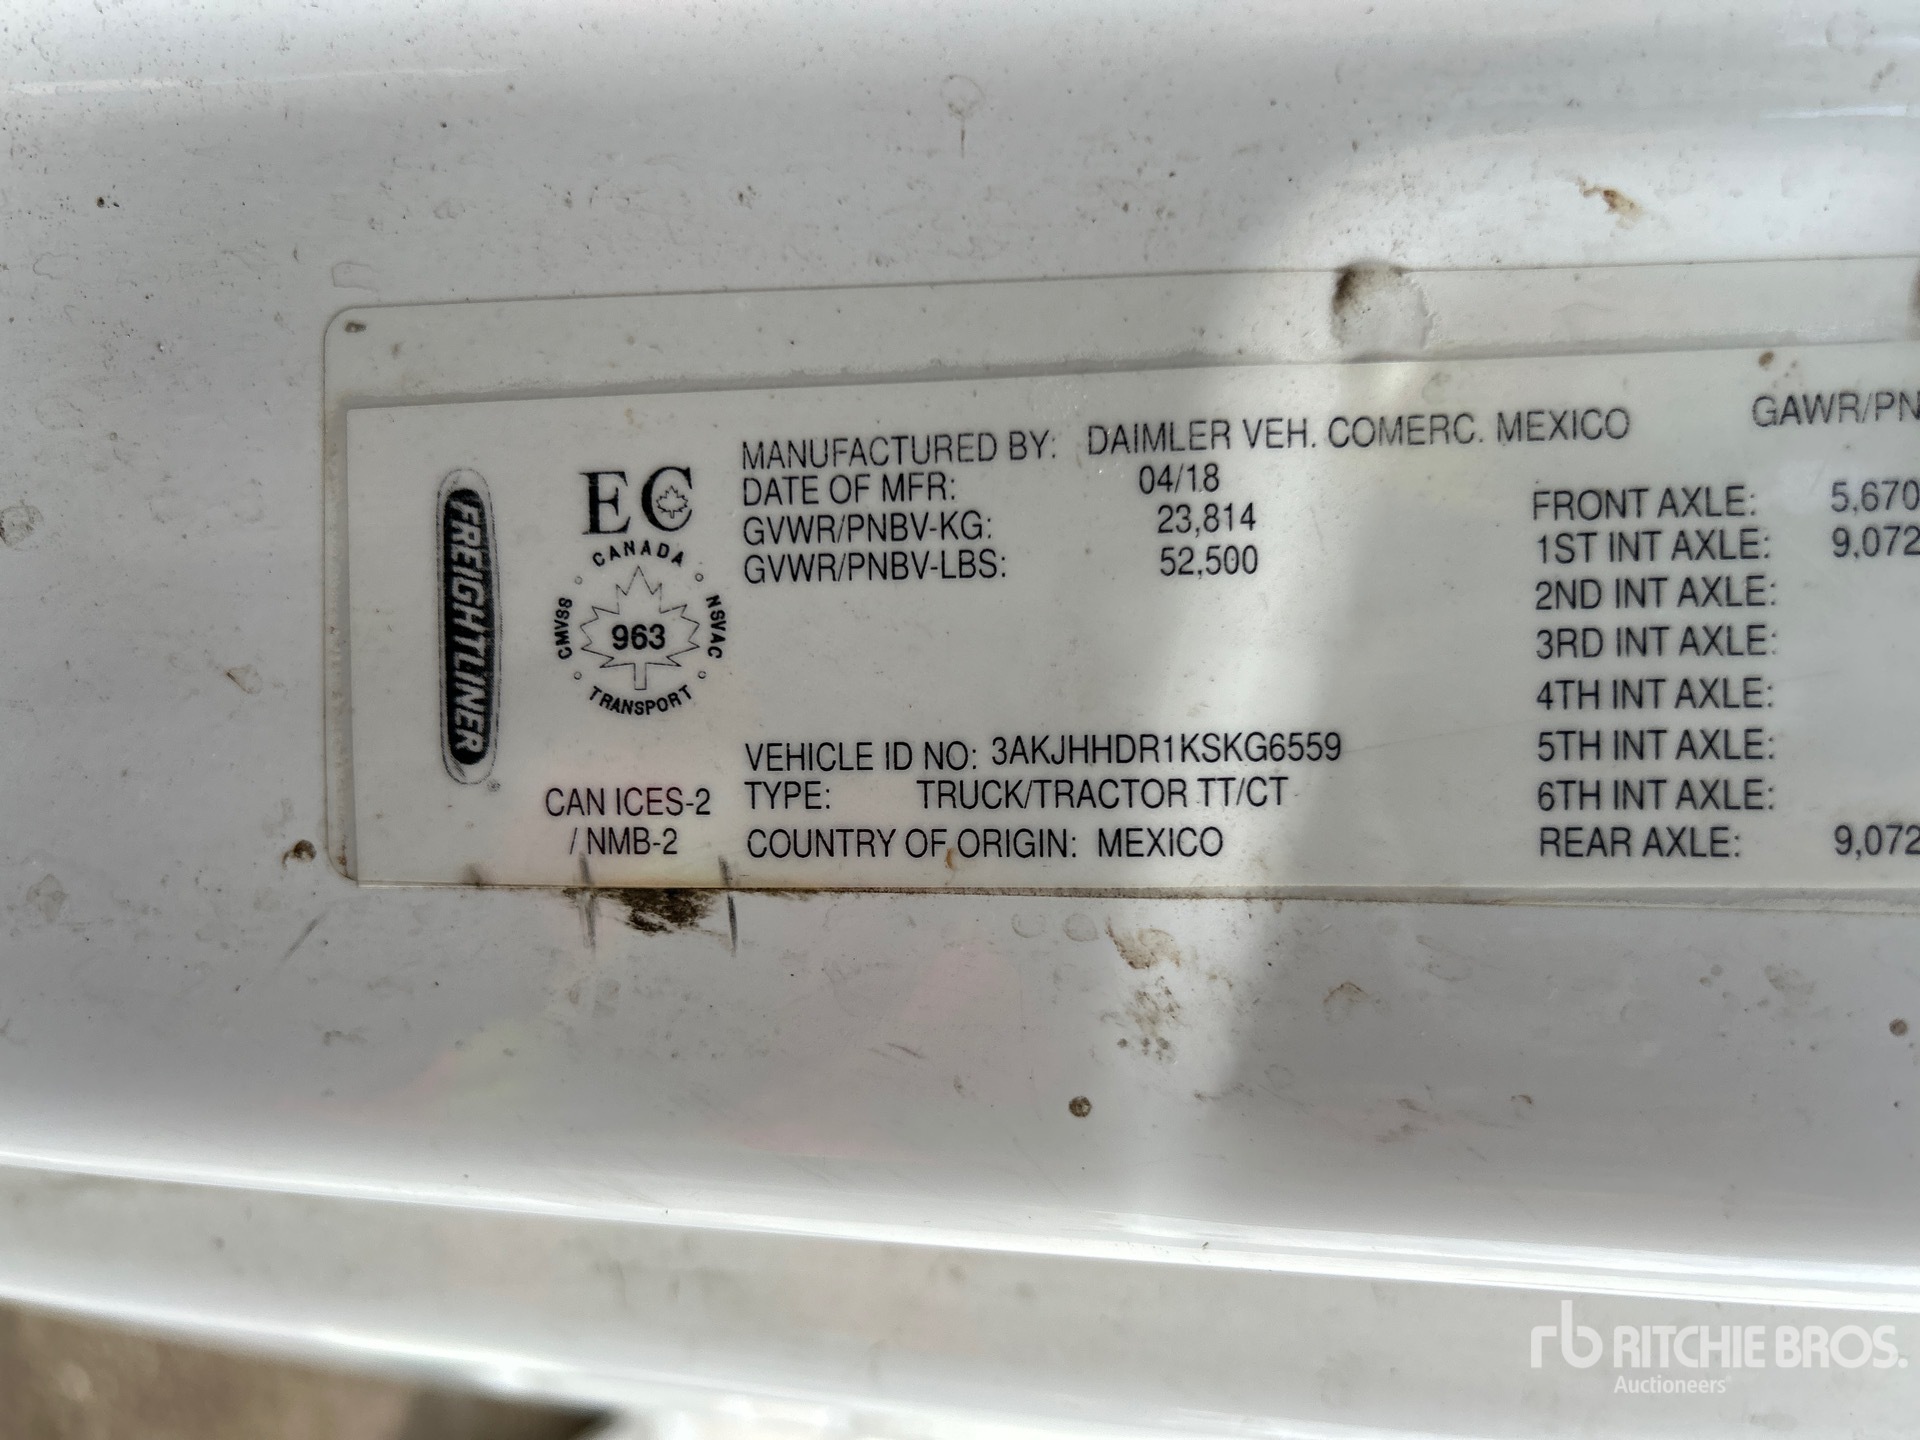 FREIGHTLINER
EC
CANADA
CMVSS
963
NSVAC
TRANSPORT
CAN ICES-2
/ NMB-2
MANUFACTURED BY: DAIMLER VEH. COMERC. MEXICO
DATE OF MFR: 04/18
GVWR/PNBV-KG: 23,814
GVWR/PNBV-LBS: 52,500
VEHICLE ID NO: 3AKJHHDR1KSKG6559
TYPE: TRUCK/TRACTOR TT/CT
COUNTRY OF ORIGIN: MEXICO
GAWR/PN
FRONT AXLE: 5,670
1ST INT AXLE: 9,072
2ND INT AXLE:
3RD INT AXLE:
4TH INT AXLE:
5TH INT AXLE:
6TH INT AXLE:
REAR AXLE: 9,072
rb RITCHIE BROS.
Auctioneers